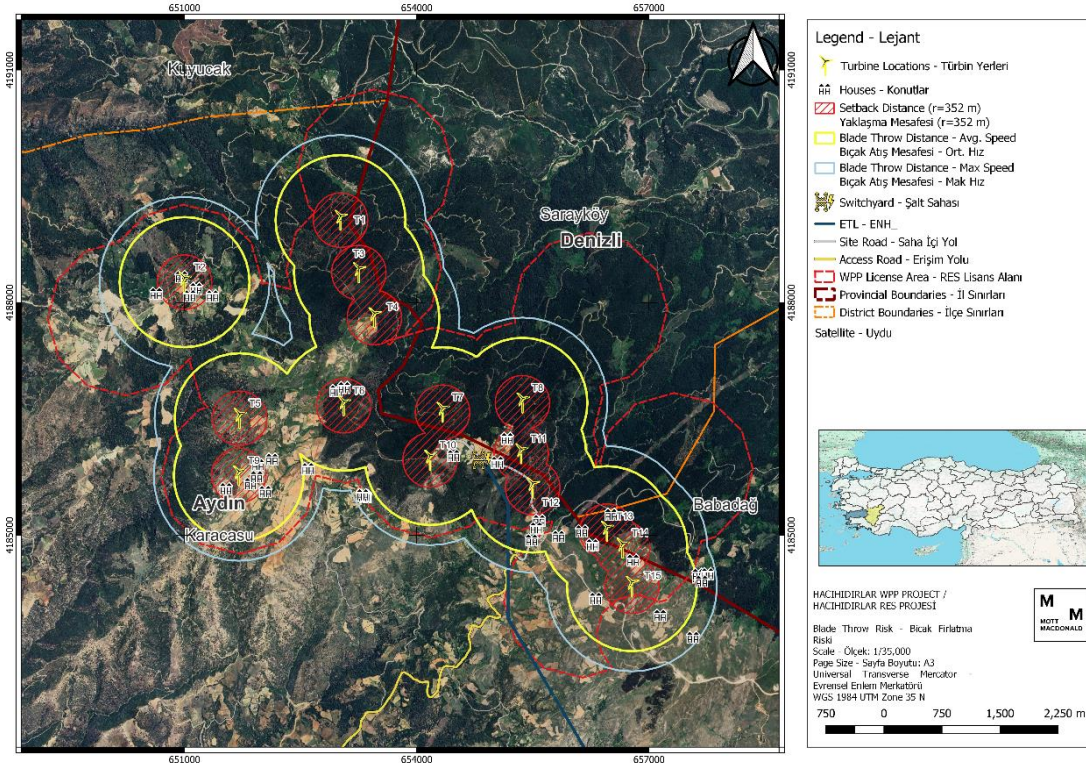 651000
654000
657000
4191000
4191000
Kuyucak
T1
Sarayköy
Denizli
T3
T2
4188000
4188000
T4
T6
T8
T5
T7
T10
T11
T9
T12
Aydın
Babadağ
T13
4185000
Karacasu
4185000
T14
T15
651000
654000
657000
Legend - Lejant
Turbine Locations - Türbin Yerleri
Houses - Konutlar
Setback Distance (r=352 m)
Yaklaşma Mesafesi (r=352 m)
Blade Throw Distance - Avg. Speed
Bıçak Atış Mesafesi - Ort. Hız
Blade Throw Distance - Max Speed
Bıçak Atış Mesafesi - Mak Hız
Switchyard - Şalt Sahası
ETL - ENH_
Site Road - Saha İçi Yol
Access Road - Erişim Yolu
WPP License Area - RES Lisans Alanı
Provincial Boundaries - İl Sınırları
District Boundaries - İlçe Sınırları
Satellite - Uydu
HACIHIDIRLAR WPP PROJECT /
HACIHIDIRLAR RES PROJESİ
M
M
MOTT
MACDONALD
Blade Throw Risk - Bicak Firlatma
Riski
Scale - Ölçek: 1/35,000
Page Size - Sayfa Boyutu: A3
Universal Transverse Mercator -
Evrensel Enlem Merkatörü
WGS 1984 UTM Zone 35 N
750 0 750 1,500 2,250 m